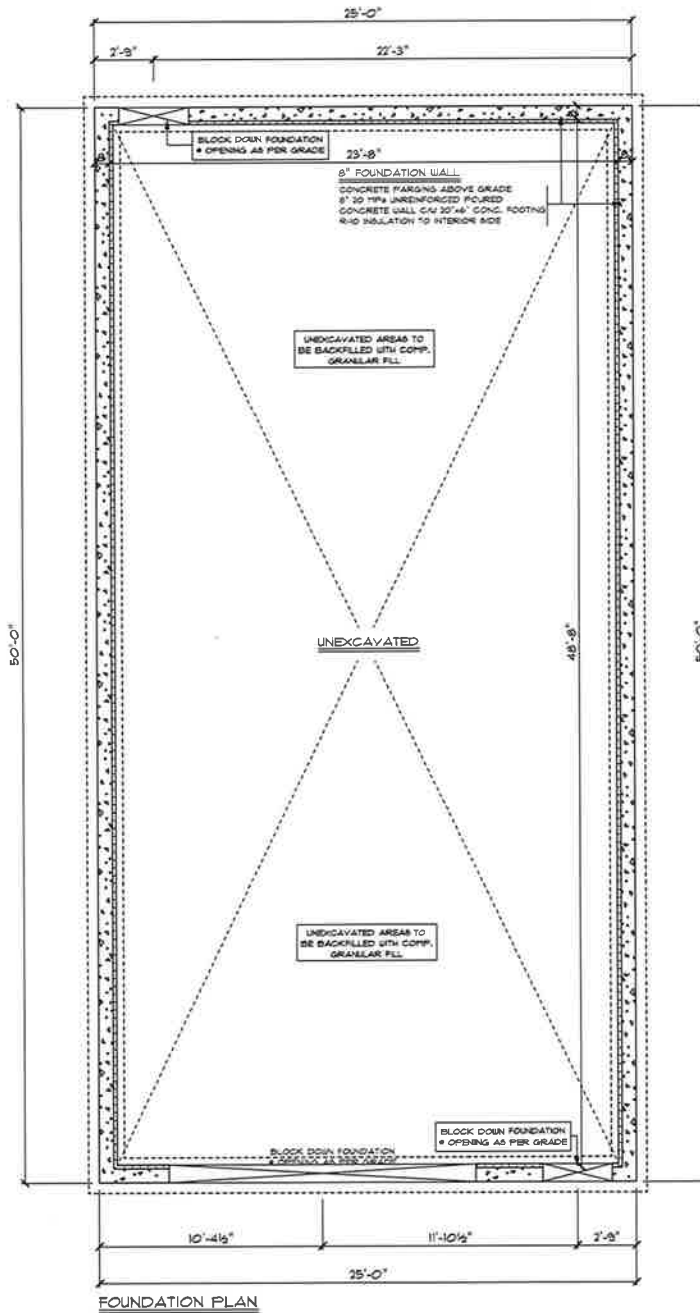 25'-0"
2'-9" 22'-3"
BLOCK DOWN FOUNDATION
• OPENING AS PER GRADE
23'-8"
8" FOUNDATION WALL
CONCRETE PARGING ABOVE GRADE
8" 20 MPa UNREINFORCED POURED
CONCRETE WALL C/W 20"x6" CONC. FOOTING
R-10 INSULATION TO INTERIOR SIDE
UNEXCAVATED AREAS TO
BE BACKFILLED WITH COMP.
GRANULAR FILL
UNEXCAVATED
50'-0"
48'-8"
50'-0"
UNEXCAVATED AREAS TO
BE BACKFILLED WITH COMP.
GRANULAR FILL
BLOCK DOWN FOUNDATION
• OPENING AS PER GRADE
BLOCK DOWN FOUNDATION
• OPENING AS PER GRADE
10'-4½" 11'-10½" 2'-9"
25'-0"
FOUNDATION PLAN